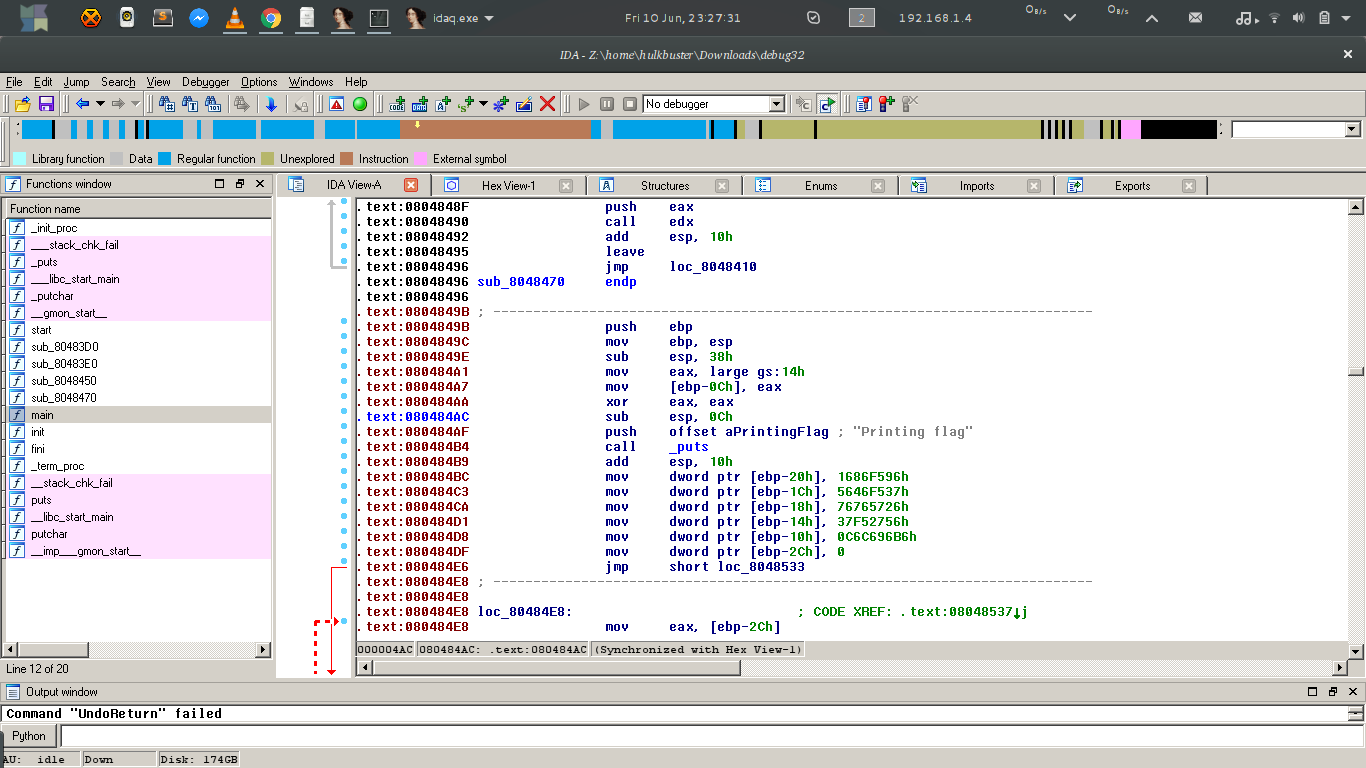 idaq.exe
Fri 10 Jun, 23:27:31
2
192.168.1.4
0 B/s
0 B/s
IDA - Z:\home\hulkbuster\Downloads\debug32
File Edit Jump Search View Debugger Options Windows Help
No debugger
Library function Data Regular function Unexplored Instruction External symbol
Functions window
IDA View-A Hex View-1 Structures Enums Imports Exports
Function name
_init_proc
___stack_chk_fail
_puts
___libc_start_main
_putchar
__gmon_start__
start
sub_80483D0
sub_80483E0
sub_8048450
sub_8048470
main
init
fini
_term_proc
__stack_chk_fail
puts
__libc_start_main
putchar
__imp___gmon_start__
Line 12 of 20
.text:0804848F push eax
.text:08048490 call edx
.text:08048492 add esp, 10h
.text:08048495 leave
.text:08048496 jmp loc_8048410
.text:08048496 sub_8048470 endp
.text:08048496
.text:0804849B ; ---------------------------------------------------------------------------
.text:0804849B push ebp
.text:0804849C mov ebp, esp
.text:0804849E sub esp, 38h
.text:080484A1 mov eax, large gs:14h
.text:080484A7 mov [ebp-0Ch], eax
.text:080484AA xor eax, eax
.text:080484AC sub esp, 0Ch
.text:080484AF push offset aPrintingFlag ; "Printing flag"
.text:080484B4 call _puts
.text:080484B9 add esp, 10h
.text:080484BC mov dword ptr [ebp-20h], 1686F596h
.text:080484C3 mov dword ptr [ebp-1Ch], 5646F537h
.text:080484CA mov dword ptr [ebp-18h], 76765726h
.text:080484D1 mov dword ptr [ebp-14h], 37F52756h
.text:080484D8 mov dword ptr [ebp-10h], 0C6C696B6h
.text:080484DF mov dword ptr [ebp-2Ch], 0
.text:080484E6 jmp short loc_8048533
.text:080484E8 ; ---------------------------------------------------------------------------
.text:080484E8
.text:080484E8 loc_80484E8: ; CODE XREF: .text:08048537↓j
.text:080484E8 mov eax, [ebp-2Ch]
000004AC 080484AC: .text:080484AC (Synchronized with Hex View-1)
Output window
Command "UndoReturn" failed
Python
AU: idle Down Disk: 174GB